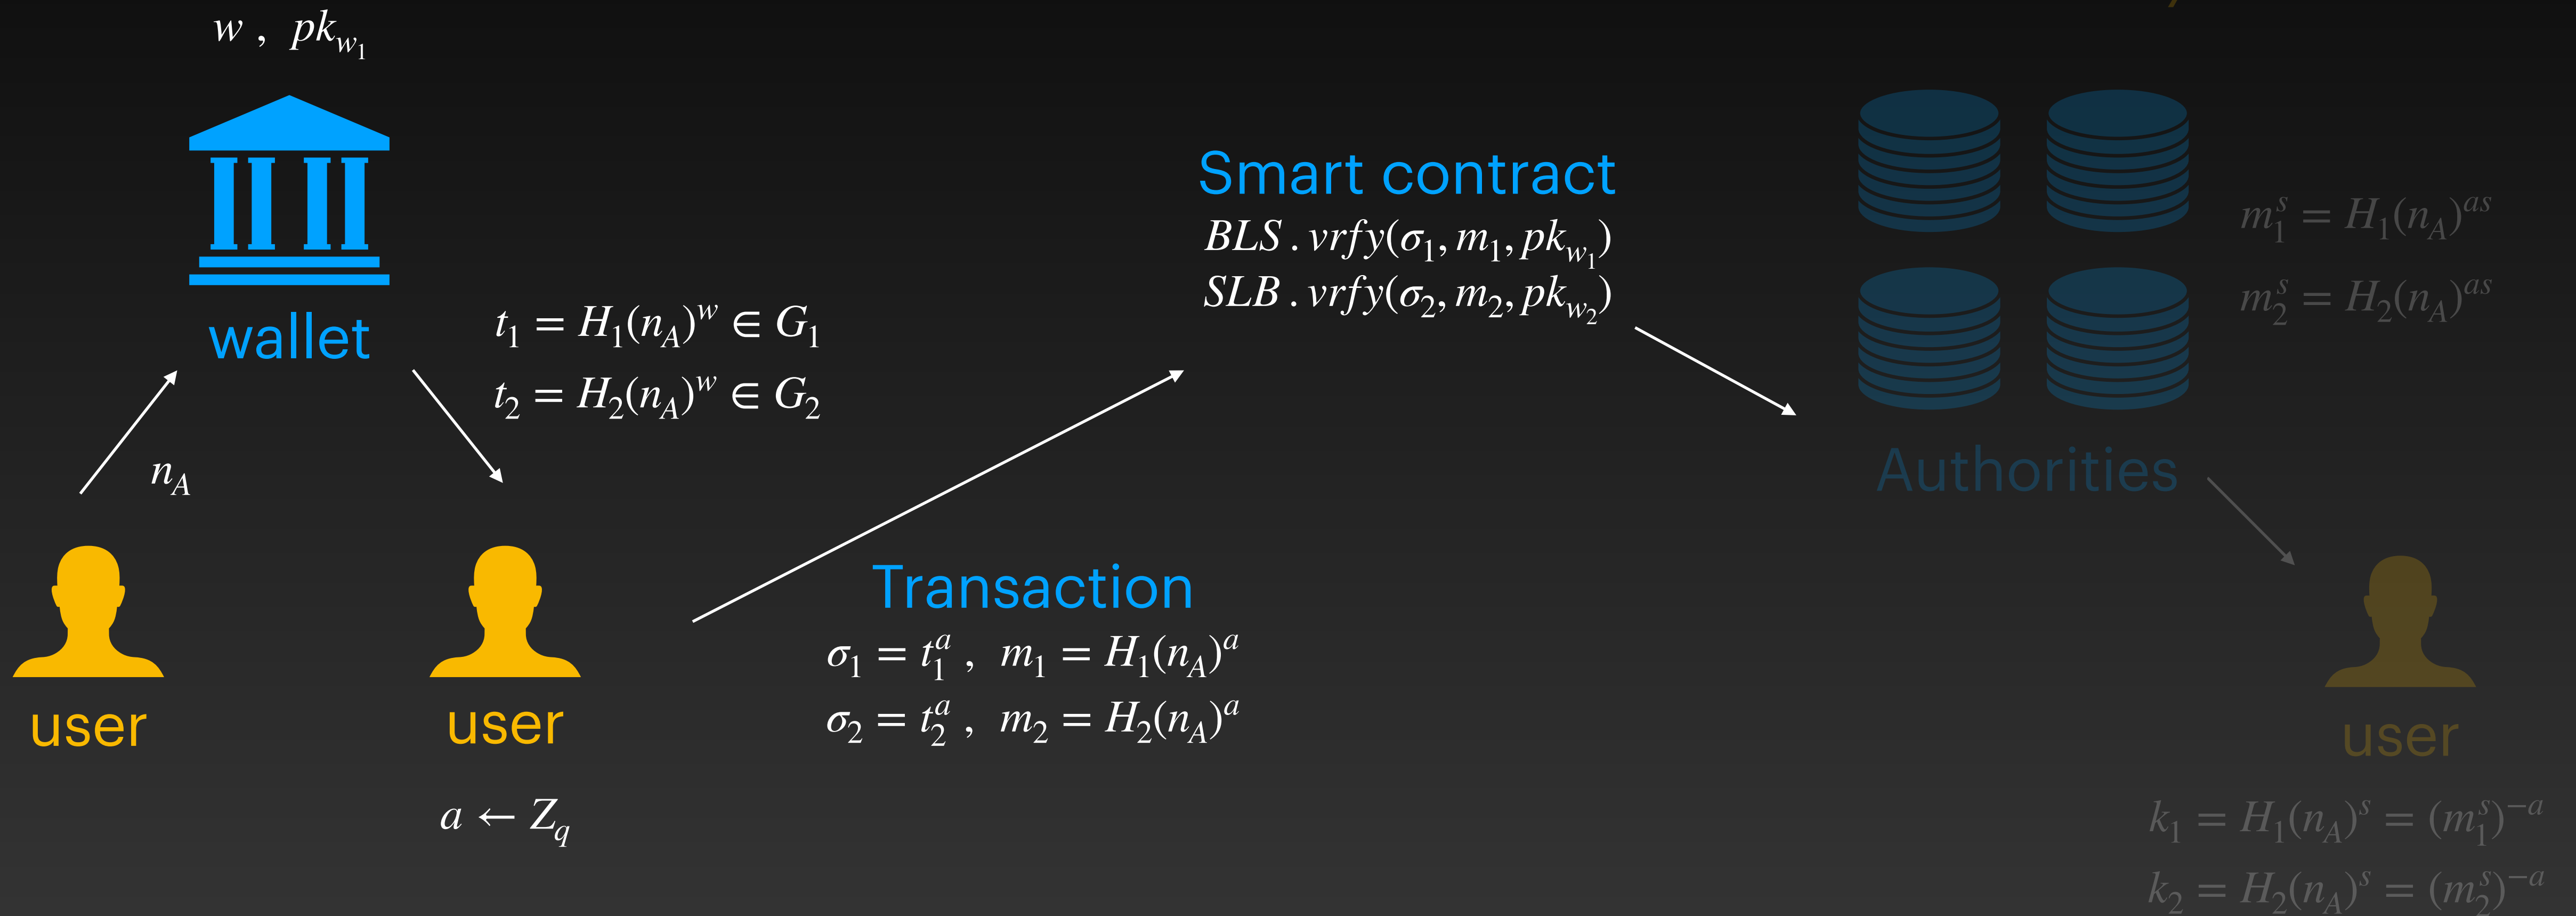 w , pk_{w_1}
wallet
n_A
t_1 = H_1(n_A)^w ∈ G_1
t_2 = H_2(n_A)^w ∈ G_2
user
user
a ← Z_q
Transaction
σ_1 = t_1^a , m_1 = H_1(n_A)^a
σ_2 = t_2^a , m_2 = H_2(n_A)^a
Smart contract
BLS . vrfy(σ_1, m_1, pk_{w_1})
SLB . vrfy(σ_2, m_2, pk_{w_2})
Authorities
m_1^s = H_1(n_A)^{as}
m_2^s = H_2(n_A)^{as}
user
k_1 = H_1(n_A)^s = (m_1^s)^{-a}
k_2 = H_2(n_A)^s = (m_2^s)^{-a}